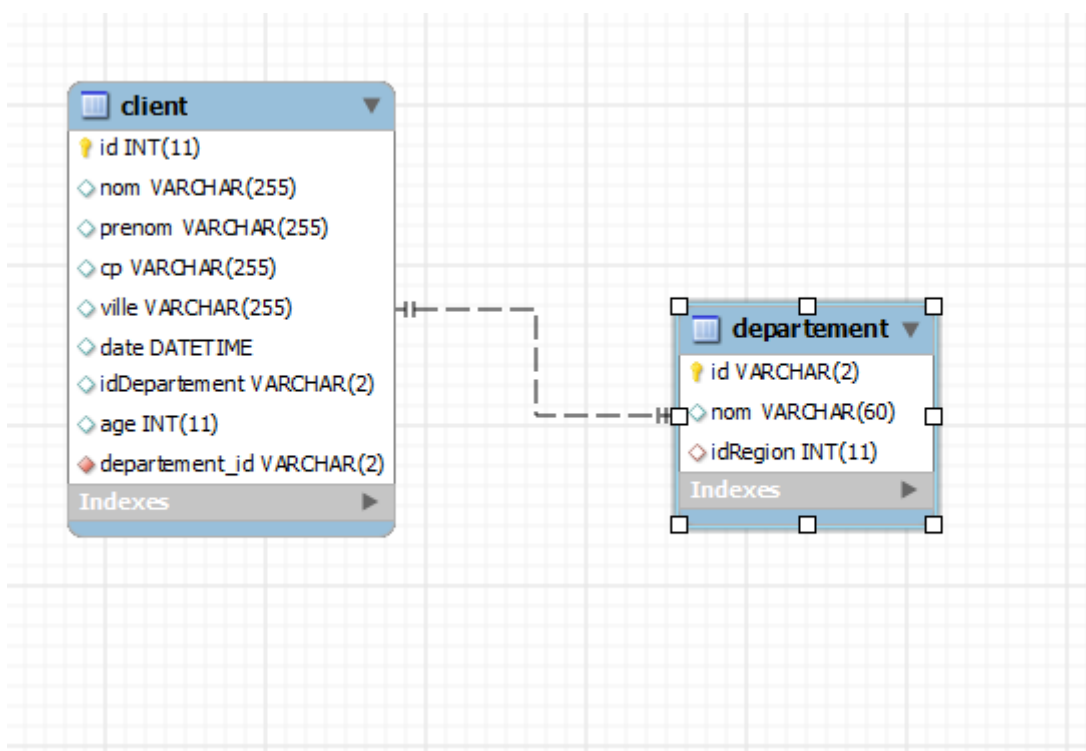 client
id INT(11)
nom VARCHAR(255)
prenom VARCHAR(255)
cp VARCHAR(255)
ville VARCHAR(255)
date DATETIME
idDepartement VARCHAR(2)
age INT(11)
departement_id VARCHAR(2)
Indexes
departement
id VARCHAR(2)
nom VARCHAR(60)
idRegion INT(11)
Indexes